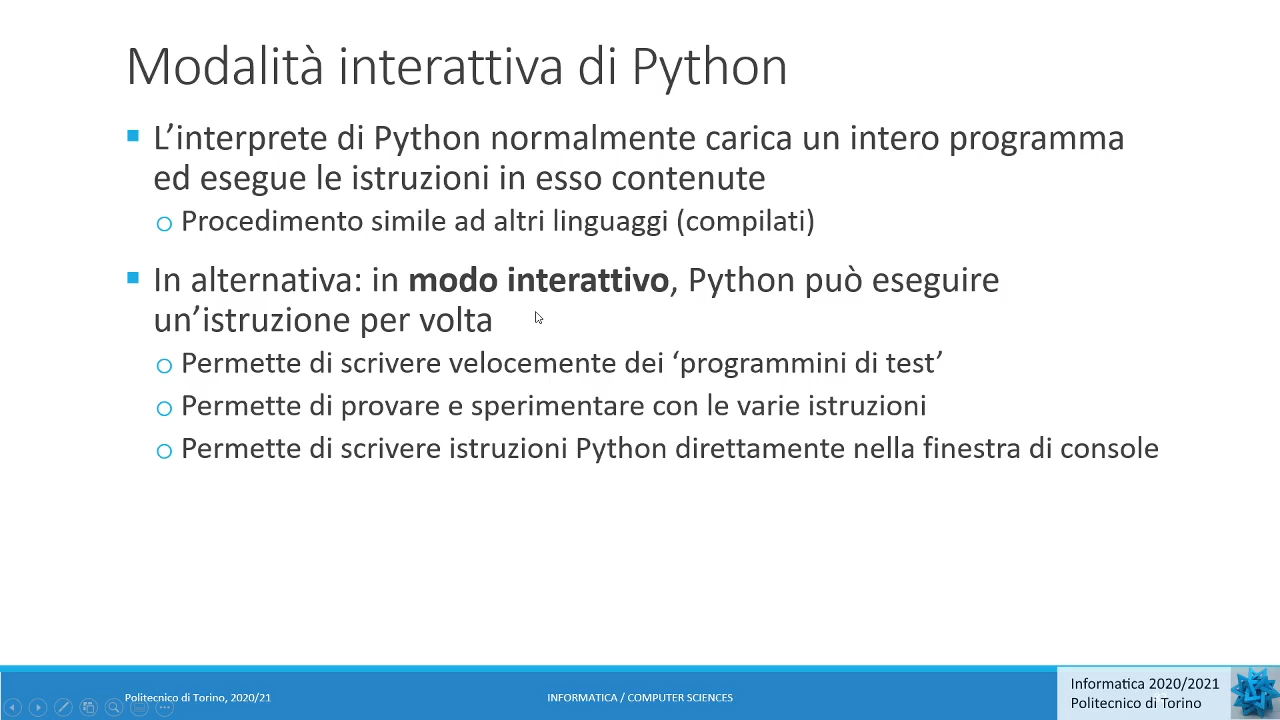 Modalità interattiva di Python
L’interprete di Python normalmente carica un intero programma
ed esegue le istruzioni in esso contenute
Procedimento simile ad altri linguaggi (compilati)
In alternativa: in modo interattivo, Python può eseguire
un’istruzione per volta
Permette di scrivere velocemente dei ‘programmini di test’
Permette di provare e sperimentare con le varie istruzioni
Permette di scrivere istruzioni Python direttamente nella finestra di console
Politecnico di Torino, 2020/21
INFORMATICA / COMPUTER SCIENCES
Informatica 2020/2021
Politecnico di Torino